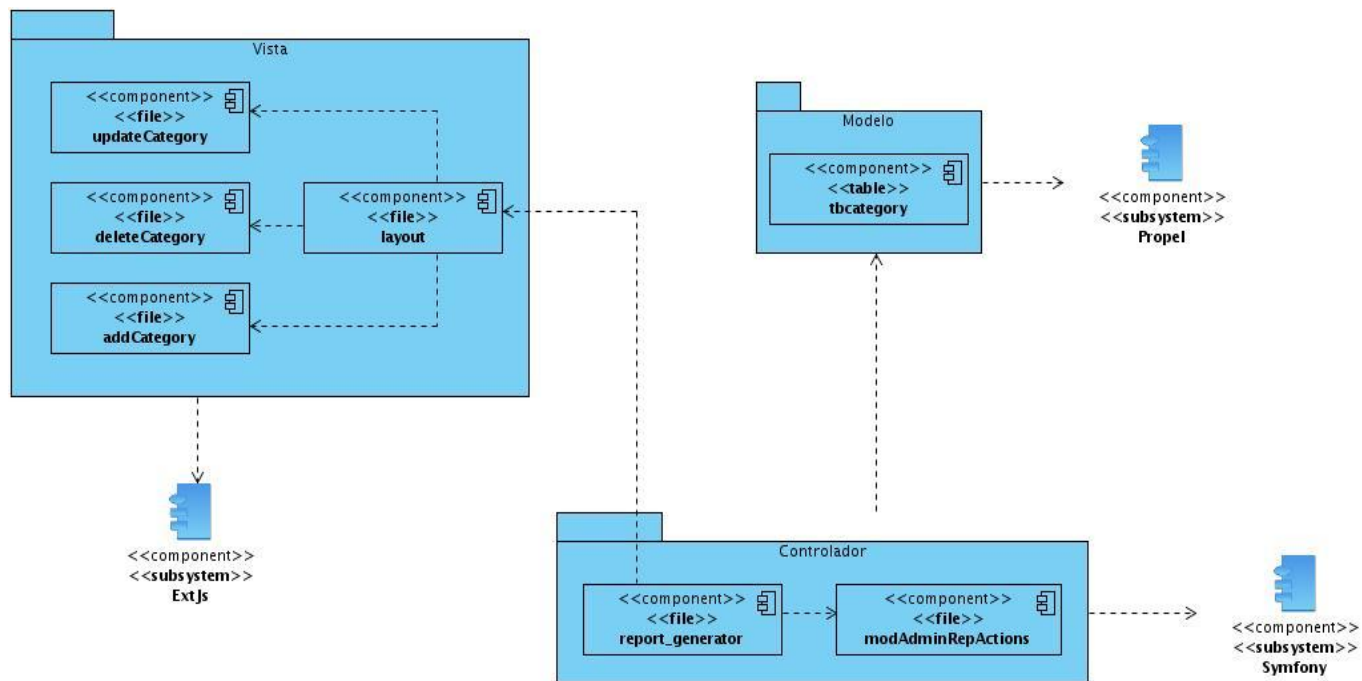 Vista
<<component>>
<<file>>
updateCategory
<<component>>
<<file>>
deleteCategory
<<component>>
<<file>>
layout
<<component>>
<<file>>
addCategory
<<component>>
<<subsystem>>
ExtJs
Modelo
<<component>>
<<table>>
tbcategory
<<component>>
<<subsystem>>
Propel
Controlador
<<component>>
<<file>>
report_generator
<<component>>
<<file>>
modAdminRepActions
<<component>>
<<subsystem>>
Symfony